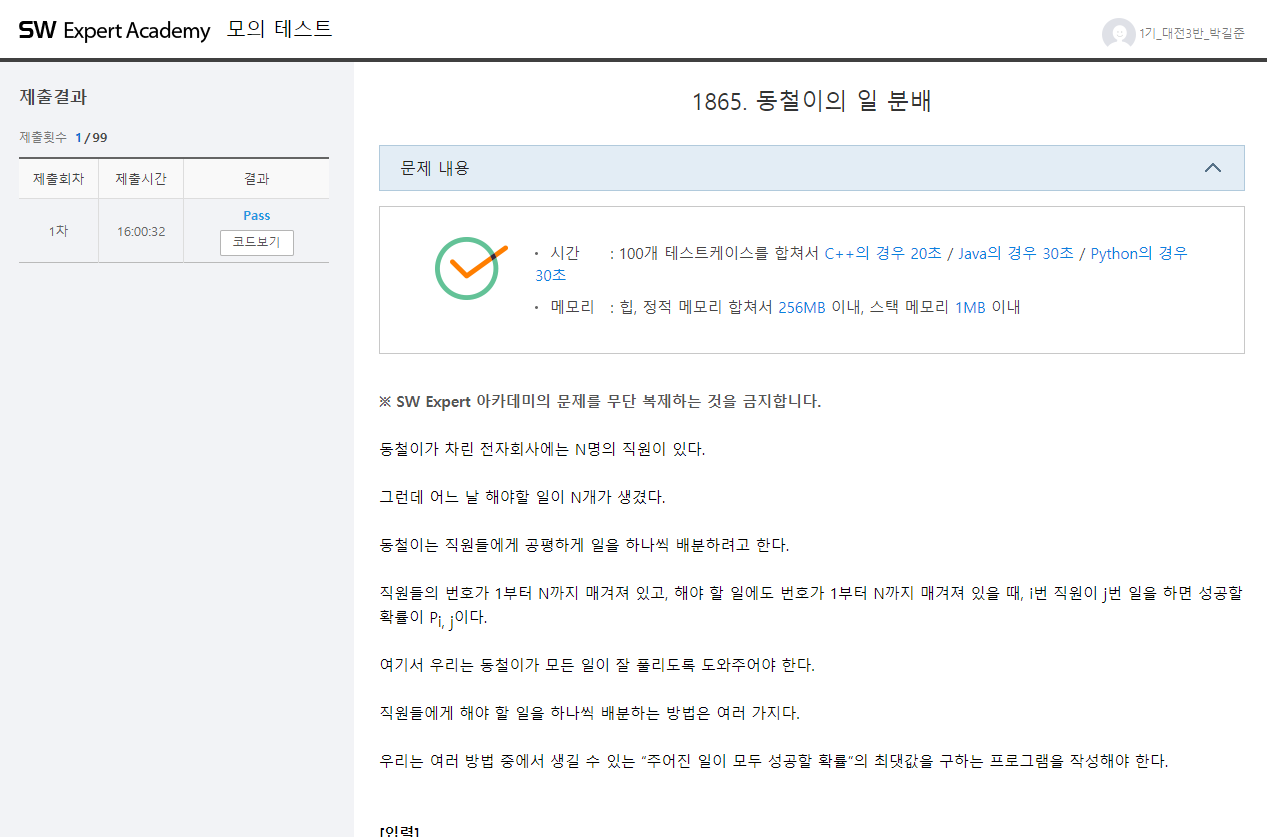 SW Expert Academy 모의 테스트
1기_대전3반_박길준
제출결과
제출횟수 1 / 99
제출회차 제출시간 결과
1차 16:00:32 Pass
코드보기
1865. 동철이의 일 분배
문제 내용
· 시간 : 100개 테스트케이스를 합쳐서 C++의 경우 20초 / Java의 경우 30초 / Python의 경우
30초
· 메모리 : 힙, 정적 메모리 합쳐서 256MB 이내, 스택 메모리 1MB 이내
※ SW Expert 아카데미의 문제를 무단 복제하는 것을 금지합니다.
동철이가 차린 전자회사에는 N명의 직원이 있다.
그런데 어느 날 해야할 일이 N개가 생겼다.
동철이는 직원들에게 공평하게 일을 하나씩 배분하려고 한다.
직원들의 번호가 1부터 N까지 매겨져 있고, 해야 할 일에도 번호가 1부터 N까지 매겨져 있을 때, i번 직원이 j번 일을 하면 성공할
확률이 Pi, j이다.
여기서 우리는 동철이가 모든 일이 잘 풀리도록 도와주어야 한다.
직원들에게 해야 할 일을 하나씩 배분하는 방법은 여러 가지다.
우리는 여러 방법 중에서 생길 수 있는 “주어진 일이 모두 성공할 확률”의 최댓값을 구하는 프로그램을 작성해야 한다.
[입력]